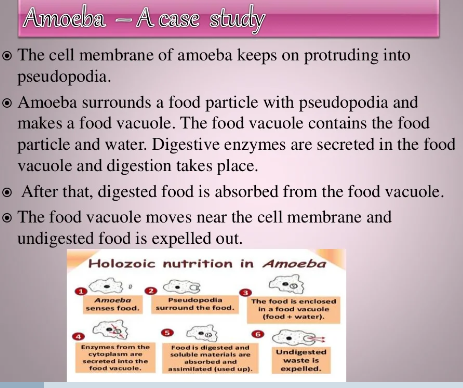 Amoeba – A case study
The cell membrane of amoeba keeps on protruding into
pseudopodia.
Amoeba surrounds a food particle with pseudopodia and
makes a food vacuole. The food vacuole contains the food
particle and water. Digestive enzymes are secreted in the food
vacuole and digestion takes place.
After that, digested food is absorbed from the food vacuole.
The food vacuole moves near the cell membrane and
undigested food is expelled out.
Holozoic nutrition in Amoeba
1
Amoeba
senses food.
2
Pseudopodia
surround the food.
3
The food is enclosed
in a food vacuole
(food + water).
4
Enzymes from the
cytoplasm are
secreted into the
food vacuole.
5
Food is digested and
soluble materials are
absorbed and
assimilated (used up).
6
Undigested
waste is
expelled.